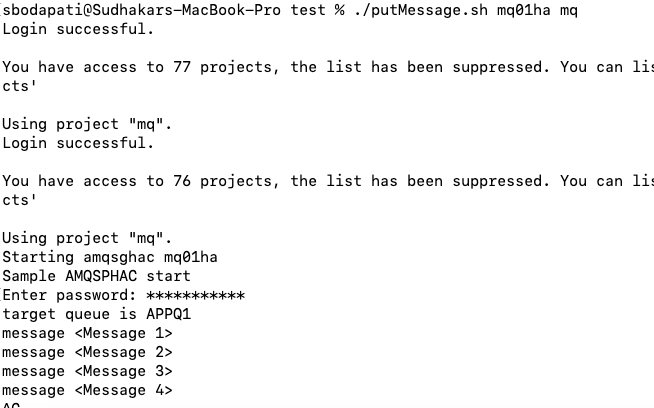 sbodapati@Sudhakars-MacBook-Pro test % ./putMessage.sh mq01ha mq
Login successful.
You have access to 77 projects, the list has been suppressed. You can lis
cts'
Using project "mq".
Login successful.
You have access to 76 projects, the list has been suppressed. You can lis
cts'
Using project "mq".
Starting amqsghac mq01ha
Sample AMQSPHAC start
Enter password: ***********
target queue is APPQ1
message <Message 1>
message <Message 2>
message <Message 3>
message <Message 4>